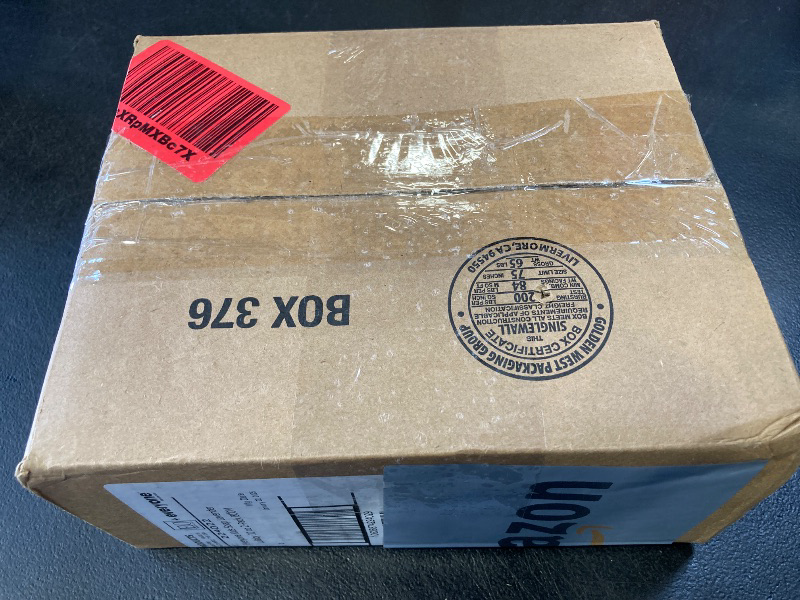 XRpMXBc7X
BOX 376
GOLDEN WEST PACKAGING GROUP
BOX CERTIFICATE
THIS
SINGLEWALL
BOX MEETS ALL CONSTRUCTION
REQUIREMENTS OF APPLICABLE
FREIGHT CLASSIFICATION
BURSTING TEST 200 LBS PER SQ INCH
MIN COMB. WT FACINGS 84 LBS PER M SQ FT
SIZE LIMIT 75 INCHES
GROSS WT 65 LBS
LIVERMORE, CA 94550
everyone
azon